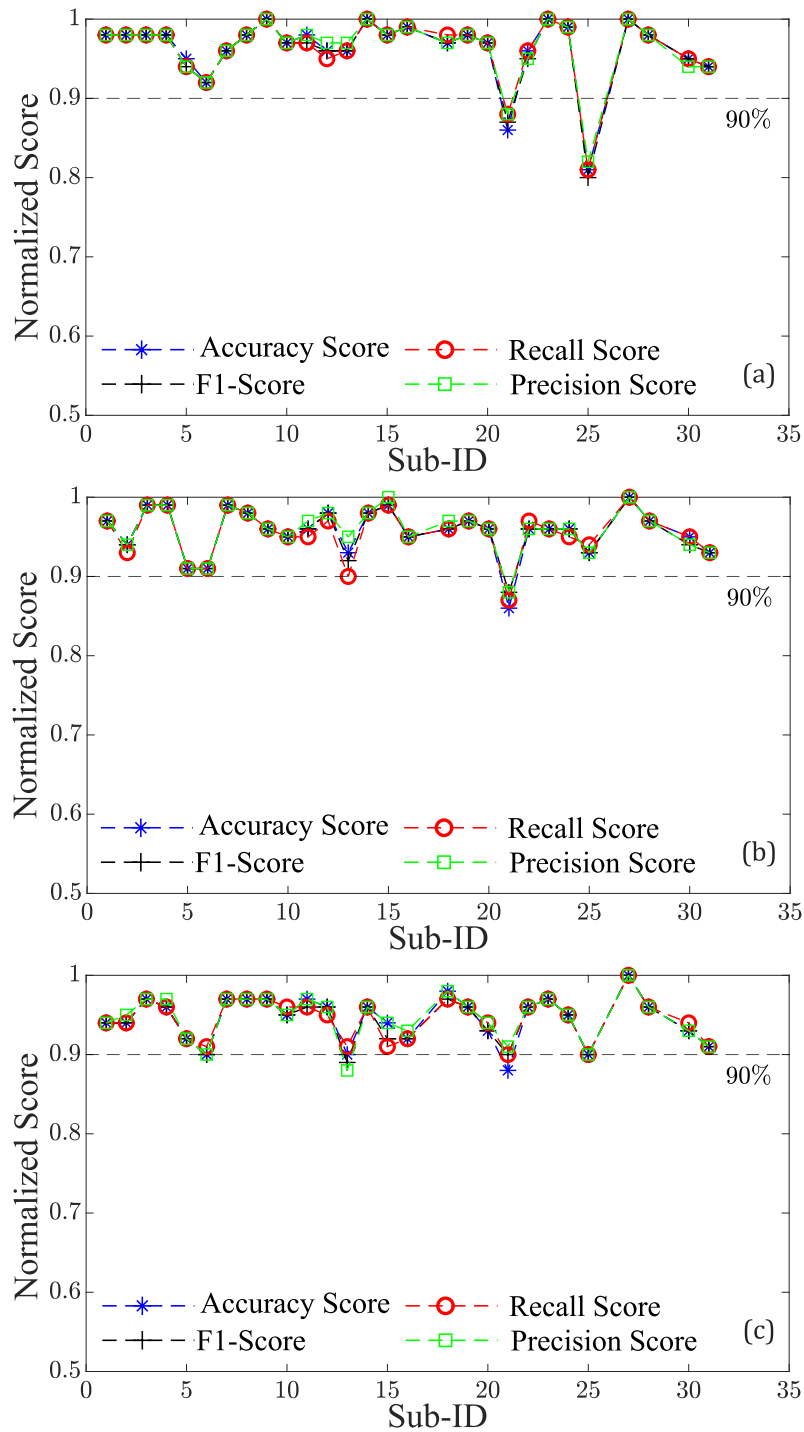 1
0.9
90%
0.8
0.7
0.6
0.5
Normalized Score
Accuracy Score
Recall Score
F1-Score
Precision Score
(a)
0 5 10 15 20 25 30 35
Sub-ID
1
0.9
90%
0.8
0.7
0.6
0.5
Normalized Score
Accuracy Score
Recall Score
F1-Score
Precision Score
(b)
0 5 10 15 20 25 30 35
Sub-ID
1
0.9
90%
0.8
0.7
0.6
0.5
Normalized Score
Accuracy Score
Recall Score
F1-Score
Precision Score
(c)
0 5 10 15 20 25 30 35
Sub-ID